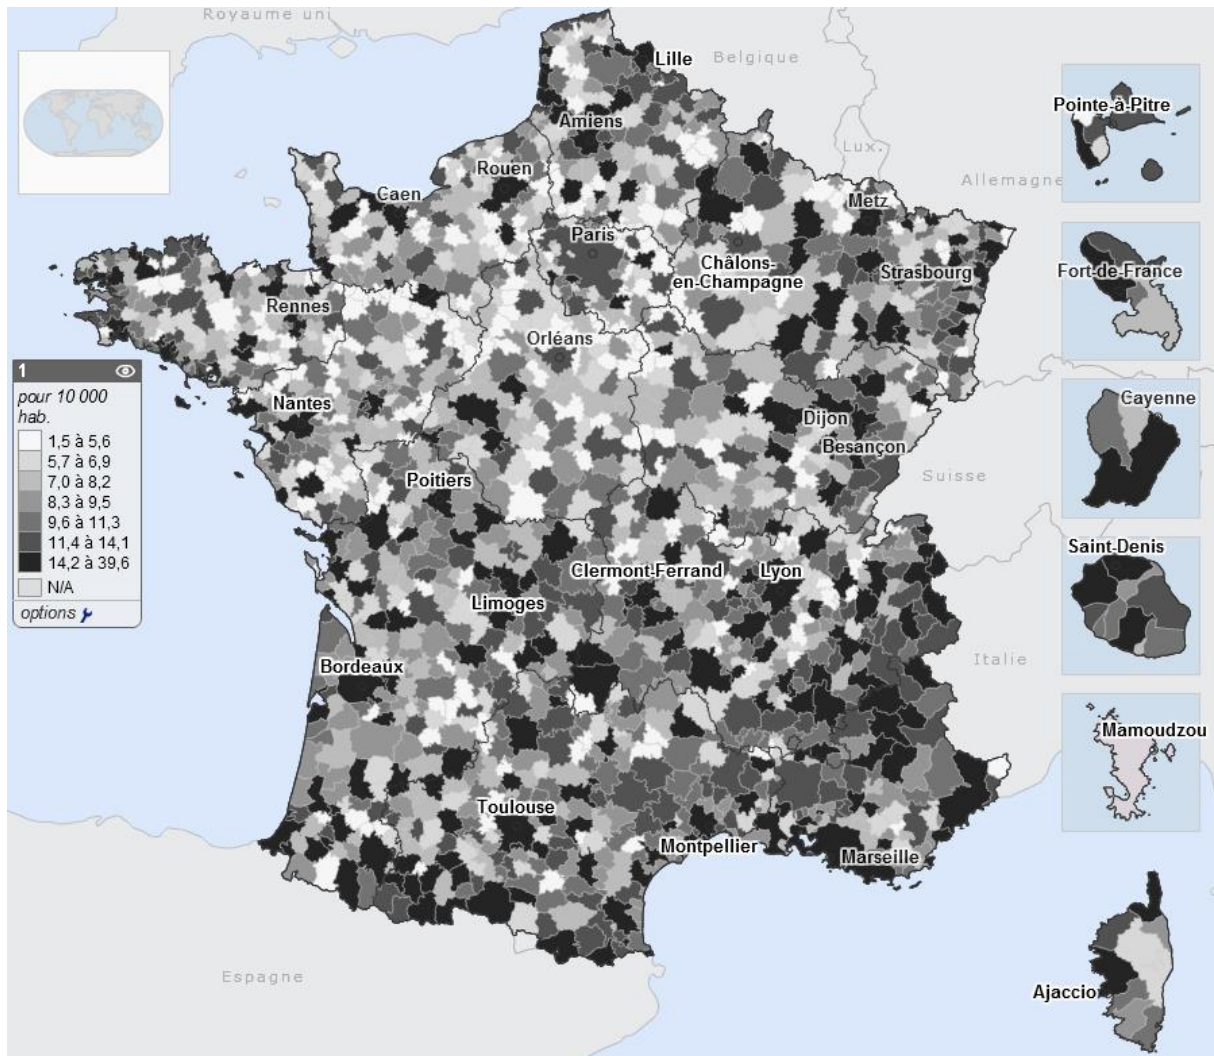 Royaume uni
Lille
Belgique
Pointe-à-Pitre
Amiens
Lux.
Rouen
Allemagne
Caen
Metz
Paris
Châlons-
en-Champagne
Strasbourg
Fort-de-France
Rennes
Orléans
1
pour 10 000
hab.
1,5 à 5,6
5,7 à 6,9
7,0 à 8,2
8,3 à 9,5
9,6 à 11,3
11,4 à 14,1
14,2 à 39,6
N/A
options
Nantes
Dijon
Besançon
Cayenne
Poitiers
Suisse
Saint-Denis
Clermont-Ferrand
Lyon
Limoges
Bordeaux
Italie
Mamoudzou
Toulouse
Montpellier
Marseille
Espagne
Ajaccio